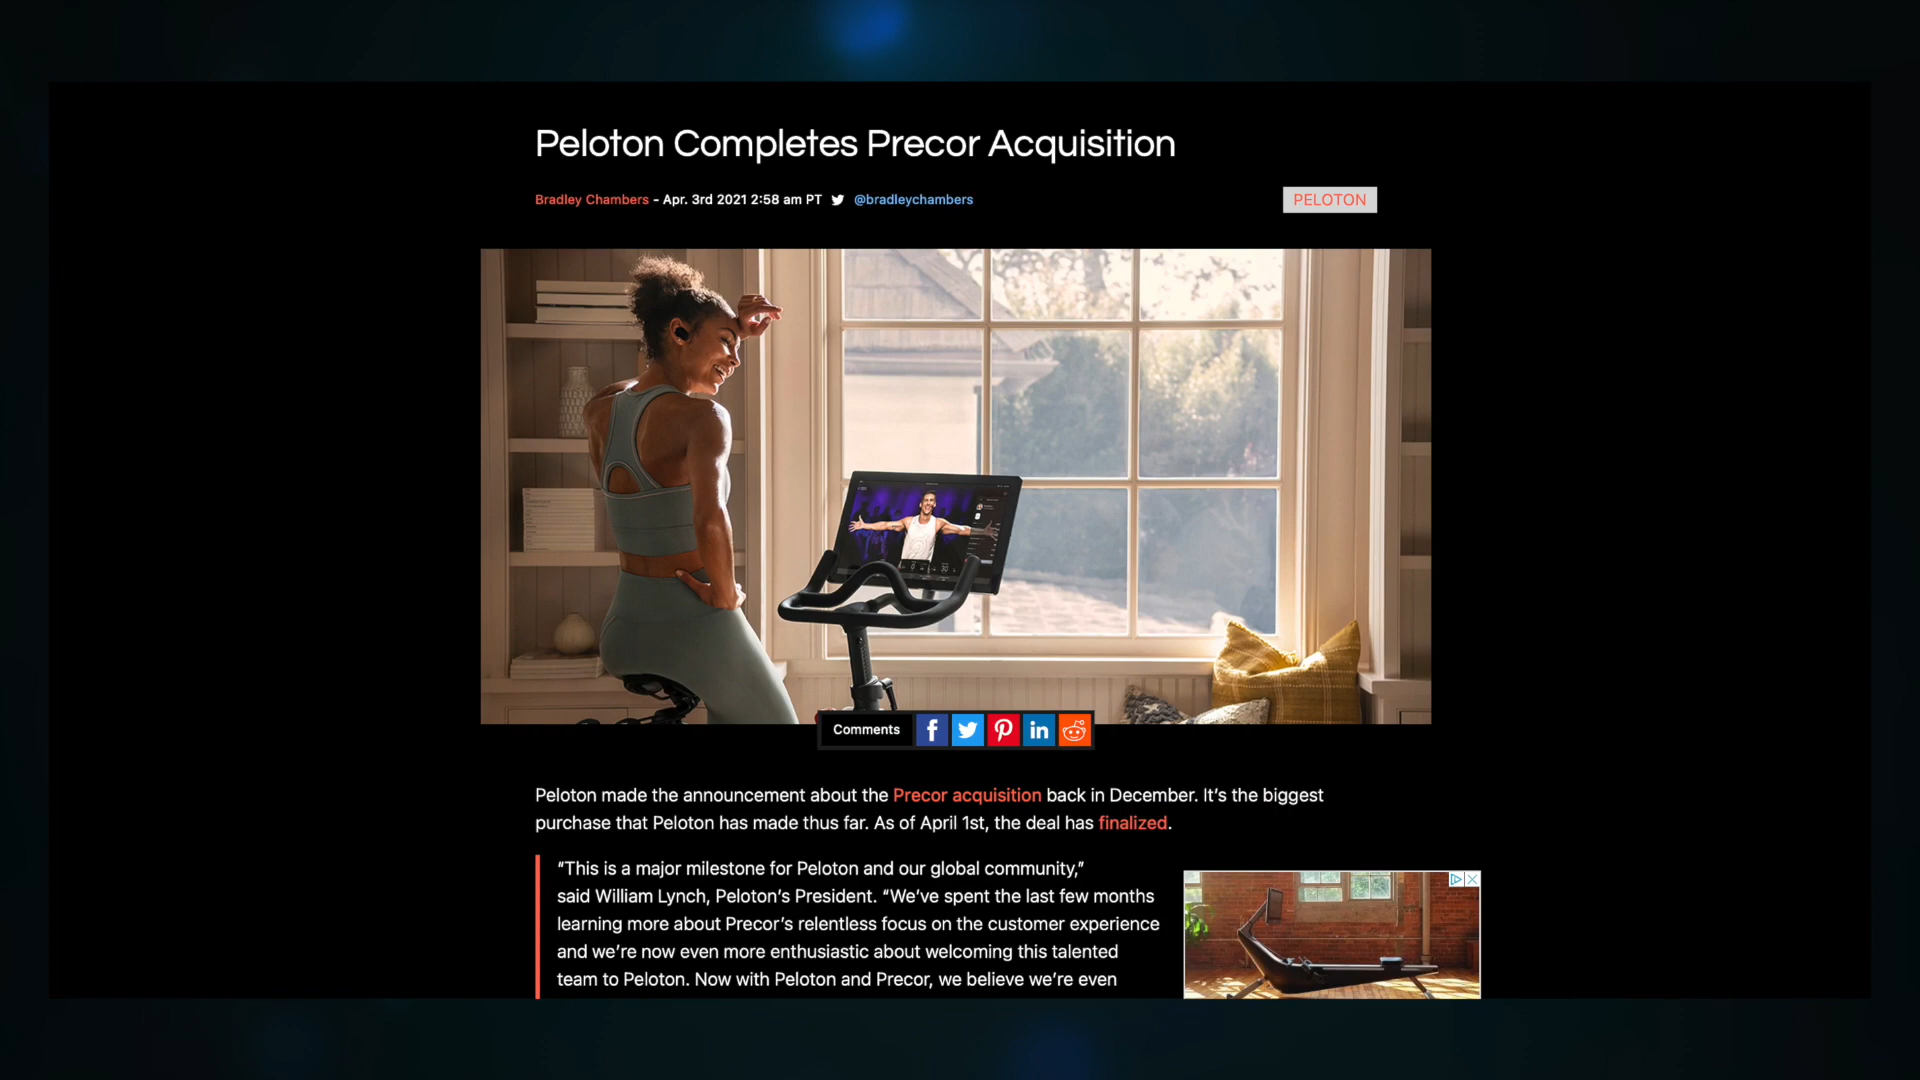 Peloton Completes Precor Acquisition
Bradley Chambers - Apr. 3rd 2021 2:58 am PT @bradleychambers
PELOTON
Comments
Peloton made the announcement about the Precor acquisition back in December. It’s the biggest
purchase that Peloton has made thus far. As of April 1st, the deal has finalized.
“This is a major milestone for Peloton and our global community,”
said William Lynch, Peloton’s President. “We’ve spent the last few months
learning more about Precor’s relentless focus on the customer experience
and we’re now even more enthusiastic about welcoming this talented
team to Peloton. Now with Peloton and Precor, we believe we’re even